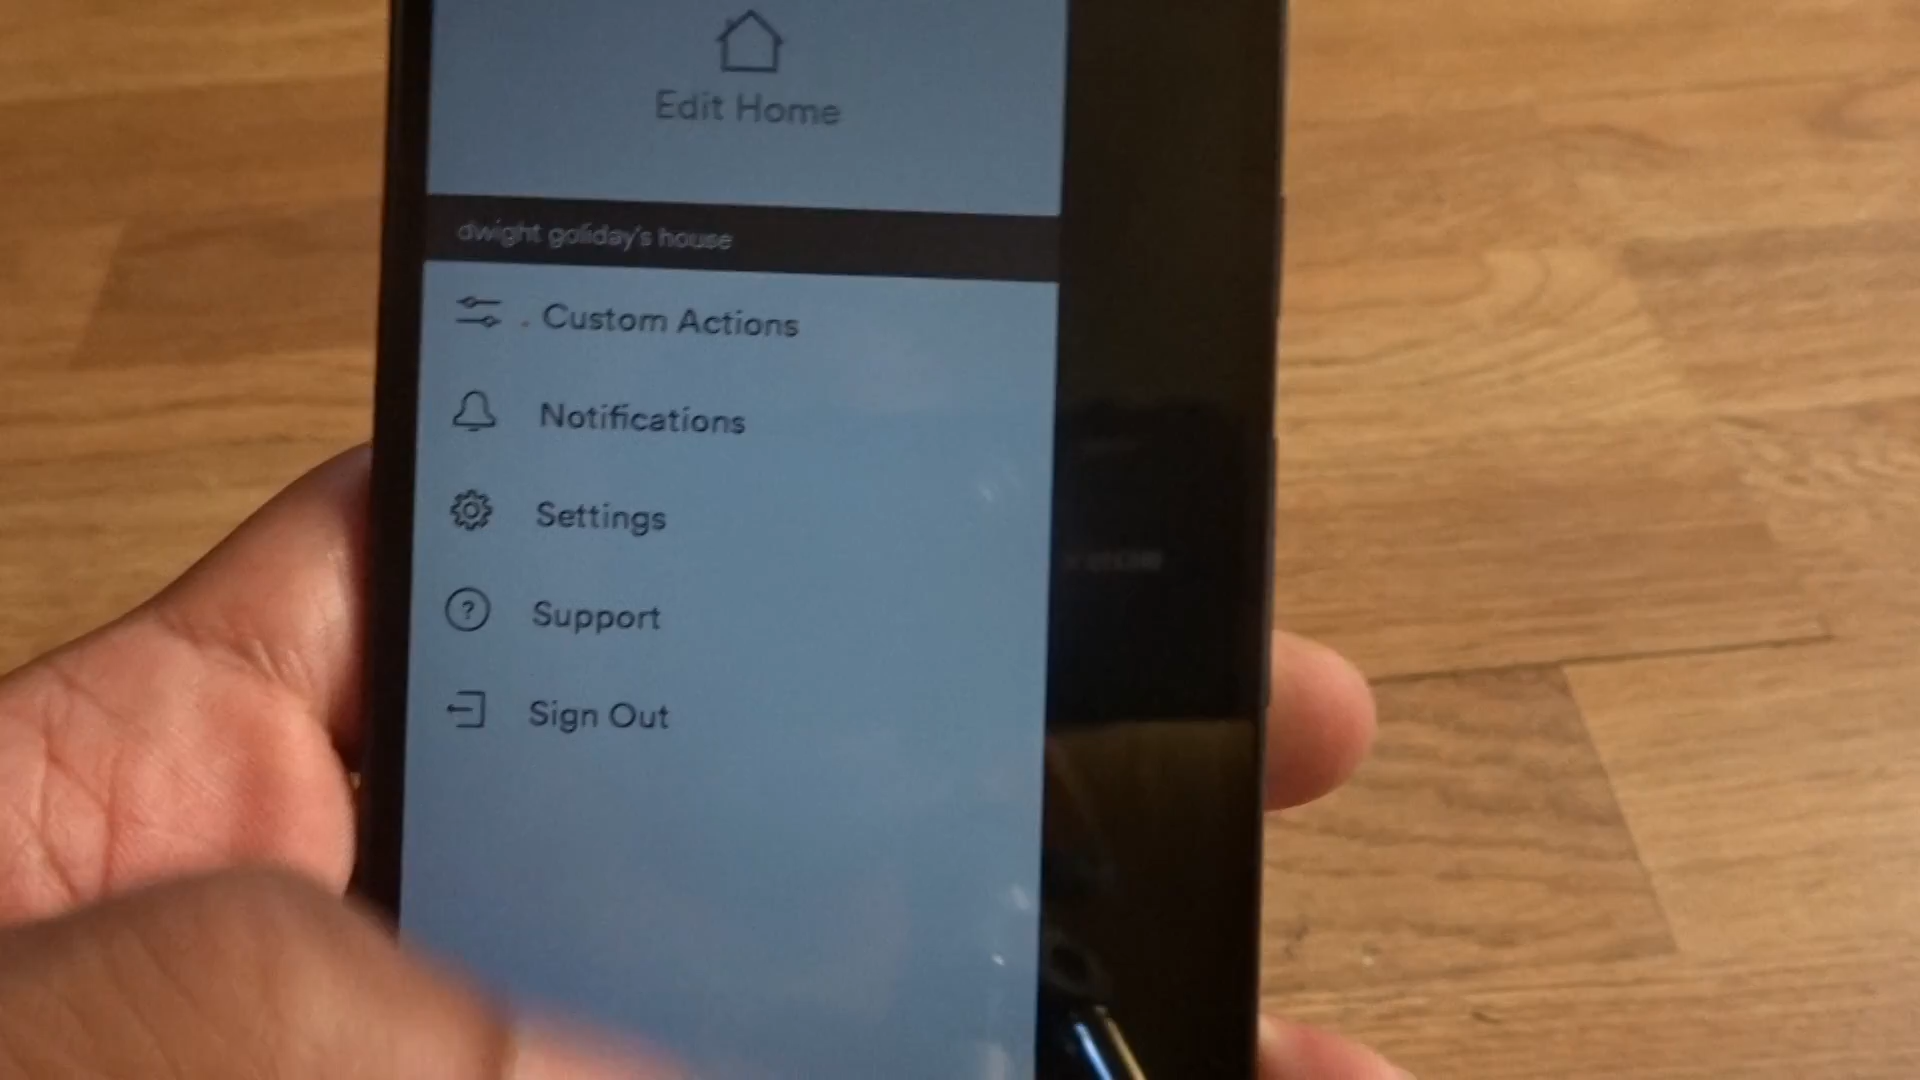 Edit Home
dwight goliday's house
Custom Actions
Notifications
Settings
Support
Sign Out